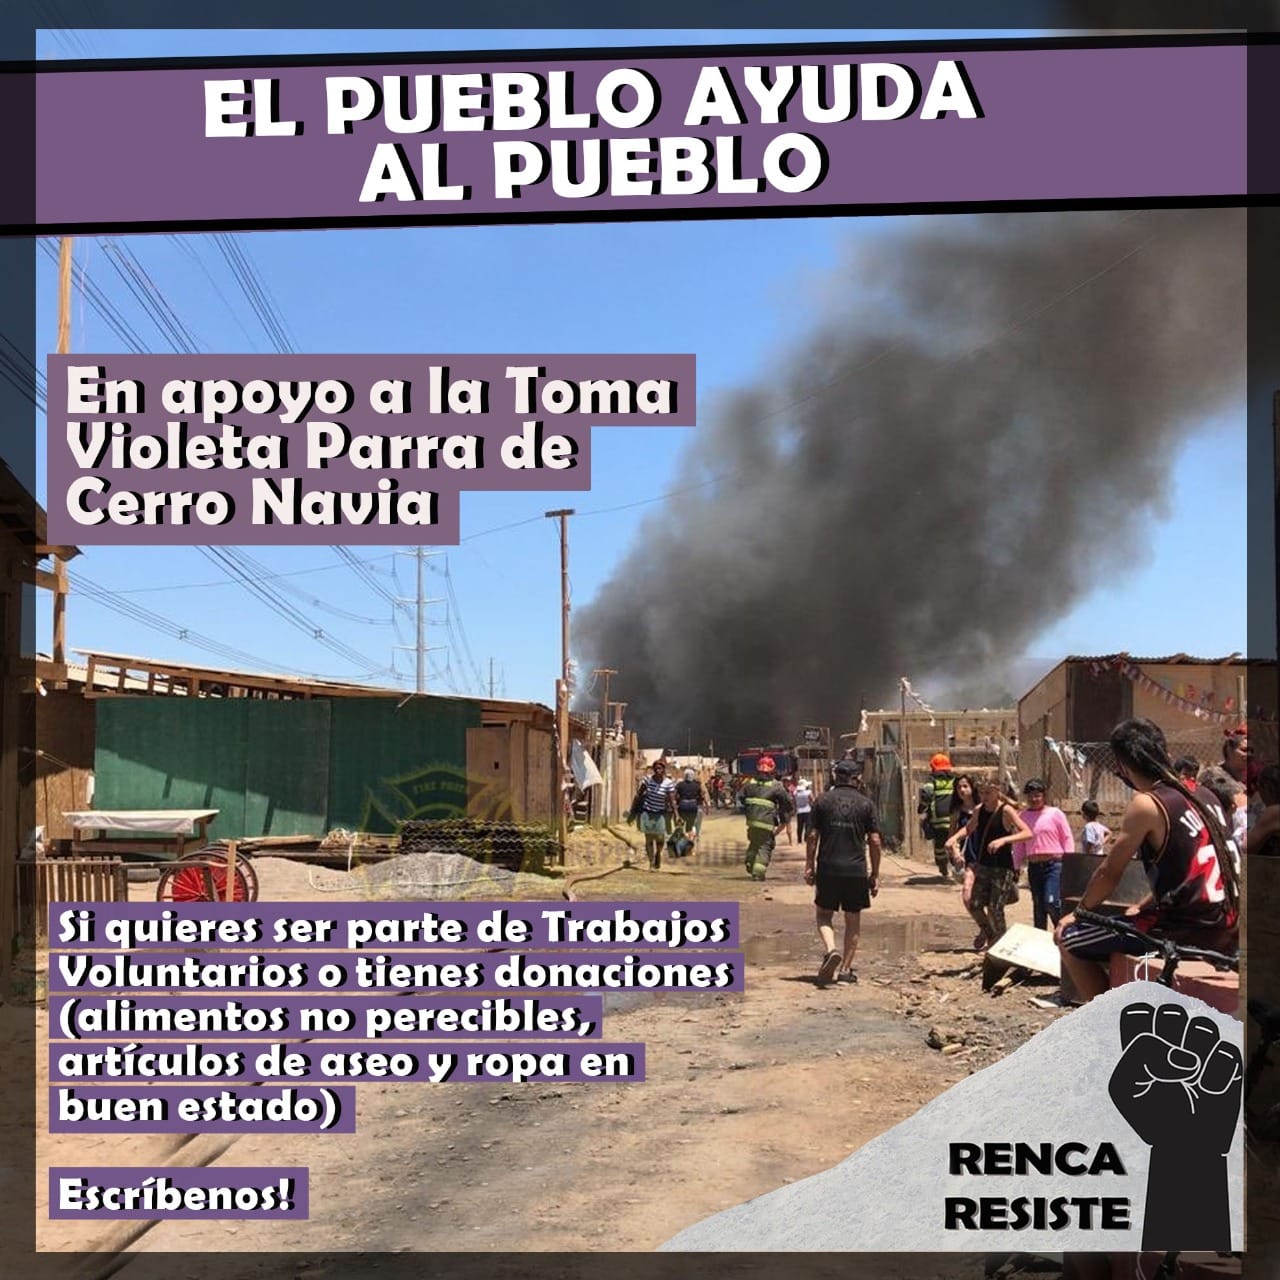 EL PUEBLO AYUDA
AL PUEBLO
En apoyo a la Toma
Violeta Parra de
Cerro Navia
Si quieres ser parte de Trabajos
Voluntarios o tienes donaciones
(alimentos no perecibles,
artículos de aseo y ropa en
buen estado)
Escríbenos!
RENCA
RESISTE